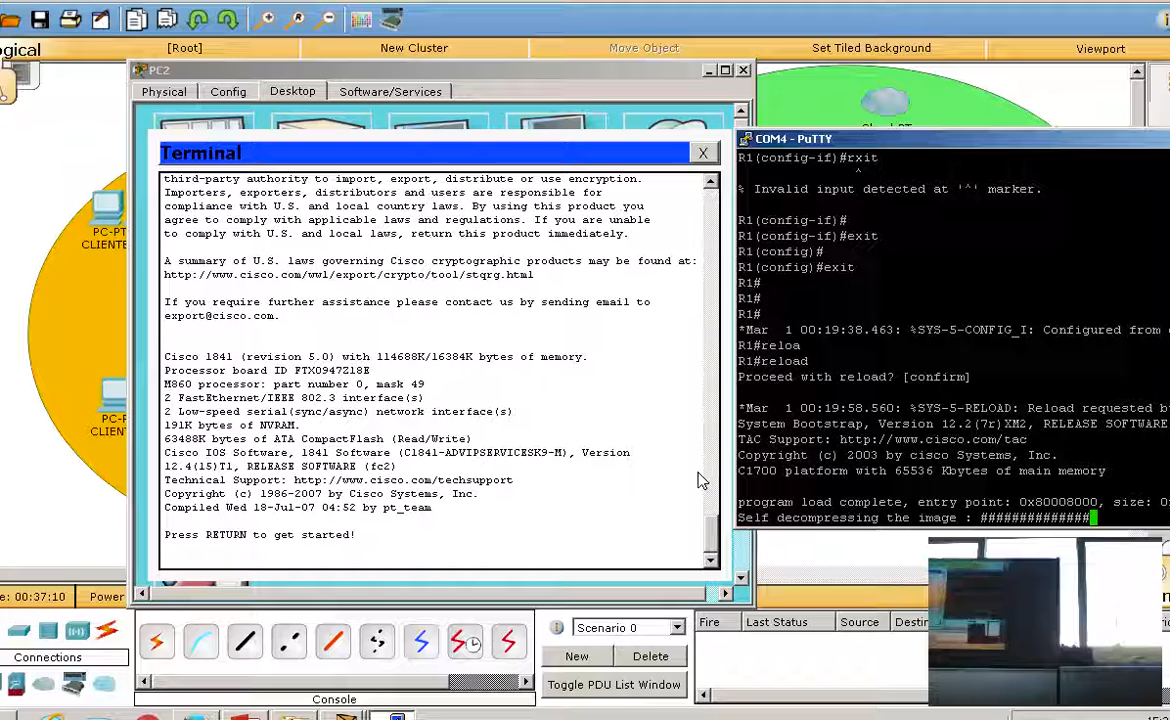 ogical
[Root]
New Cluster
Move Object
Set Tiled Background
Viewport
PC2
Physical
Config
Desktop
Software/Services
Terminal
X
third-party authority to import, export, distribute or use encryption.
Importers, exporters, distributors and users are responsible for
compliance with U.S. and local country laws. By using this product you
agree to comply with applicable laws and regulations. If you are unable
to comply with U.S. and local laws, return this product immediately.
A summary of U.S. laws governing Cisco cryptographic products may be found at:
http://www.cisco.com/wwl/export/crypto/tool/stqrg.html
If you require further assistance please contact us by sending email to
export@cisco.com.
Cisco 1841 (revision 5.0) with 114688K/16384K bytes of memory.
Processor board ID FTX0947Z18E
M860 processor: part number 0, mask 49
2 FastEthernet/IEEE 802.3 interface(s)
2 Low-speed serial(sync/async) network interface(s)
191K bytes of NVRAM.
63488K bytes of ATA CompactFlash (Read/Write)
Cisco IOS Software, 1841 Software (C1841-ADVIPSERVICESK9-M), Version
12.4(15)T1, RELEASE SOFTWARE (fc2)
Technical Support: http://www.cisco.com/techsupport
Copyright (c) 1986-2007 by Cisco Systems, Inc.
Compiled Wed 18-Jul-07 04:52 by pt_team
Press RETURN to get started!
PC-PT
CLIENTE
PC-P
CLIENT
COM4 - PuTTY
R1(config-if)#rxit
^
% Invalid input detected at '^' marker.
R1(config-if)#
R1(config-if)#exit
R1(config)#
R1(config)#exit
R1#
R1#
R1#
*Mar  1 00:19:38.463: %SYS-5-CONFIG_I: Configured from
R1#reloa
R1#reload
Proceed with reload? [confirm]
*Mar  1 00:19:58.560: %SYS-5-RELOAD: Reload requested by
System Bootstrap, Version 12.2(7r)XM2, RELEASE SOFTWARE
TAC Support: http://www.cisco.com/tac
Copyright (c) 2003 by cisco Systems, Inc.
C1700 platform with 65536 Kbytes of main memory
program load complete, entry point: 0x80008000, size: 0
Self decompressing the image : ##############
e: 00:37:10
Power
Connections
Console
Scenario 0
New
Delete
Toggle PDU List Window
Fire
Last Status
Source
Destin